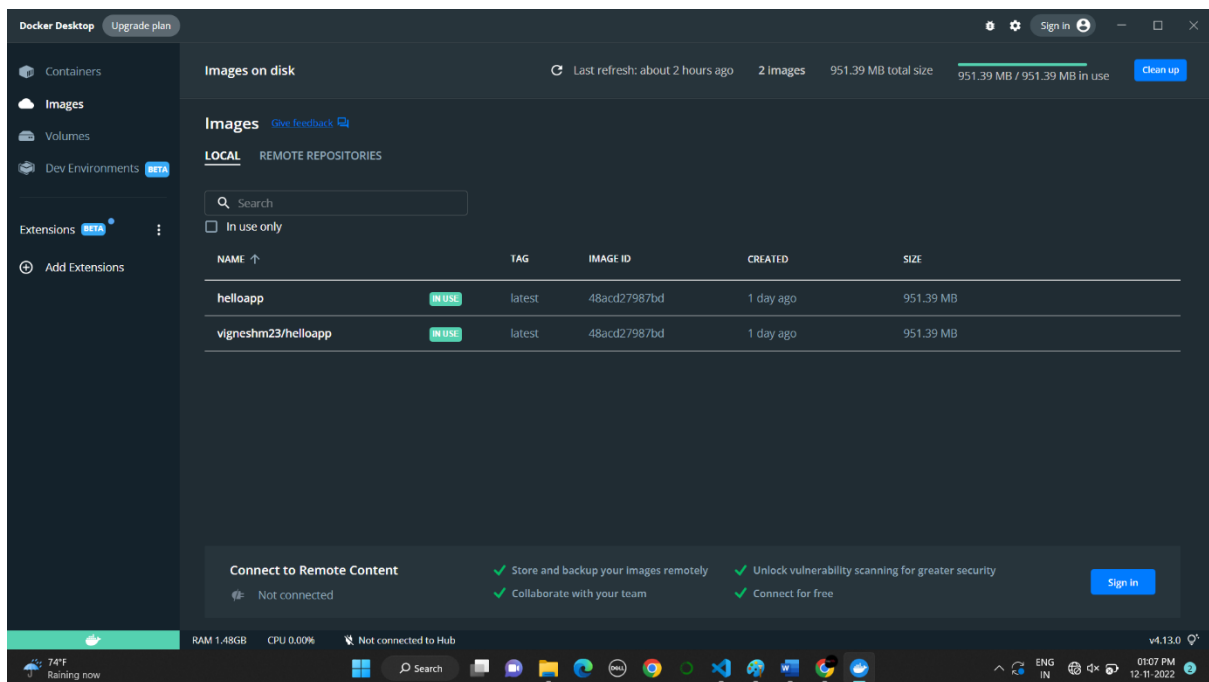 Docker Desktop Upgrade plan Sign in
Containers
Images
Volumes
Dev Environments BETA
Extensions BETA
Add Extensions
Images on disk Last refresh: about 2 hours ago 2 images 951.39 MB total size 951.39 MB / 951.39 MB in use Clean up
Images Give feedback
LOCAL REMOTE REPOSITORIES
Search
In use only
NAME TAG IMAGE ID CREATED SIZE
helloapp IN USE latest 48acd27987bd 1 day ago 951.39 MB
vigneshm23/helloapp IN USE latest 48acd27987bd 1 day ago 951.39 MB
Connect to Remote Content
Not connected
Store and backup your images remotely
Collaborate with your team
Unlock vulnerability scanning for greater security
Connect for free
Sign in
RAM 1.48GB CPU 0.00% Not connected to Hub v4.13.0
74°F
Raining now
Search
DELL
W
ENG
IN
01:07 PM
12-11-2022
2